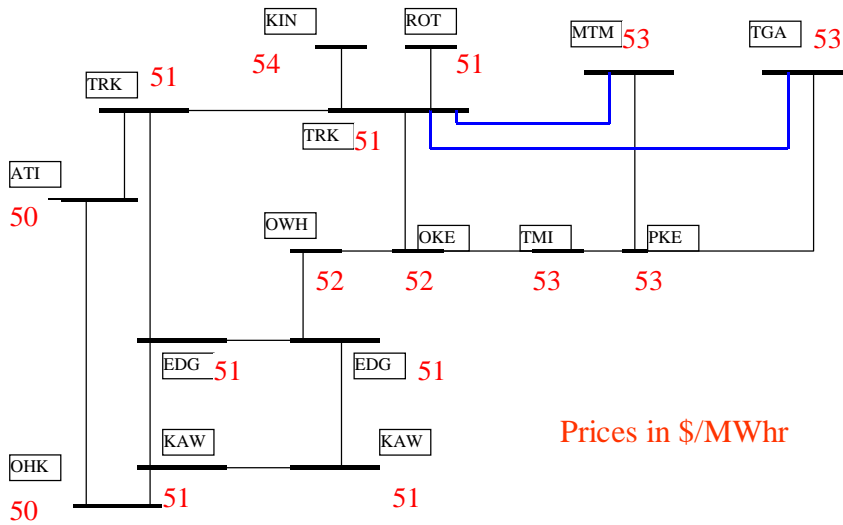 KIN
ROT
MTM
53
TGA
53
54
51
TRK
51
TRK
51
ATI
50
OWH
OKE
TMI
PKE
52
52
53
53
EDG
51
EDG
51
KAW
KAW
Prices in $/MWhr
OHK
51
51
50